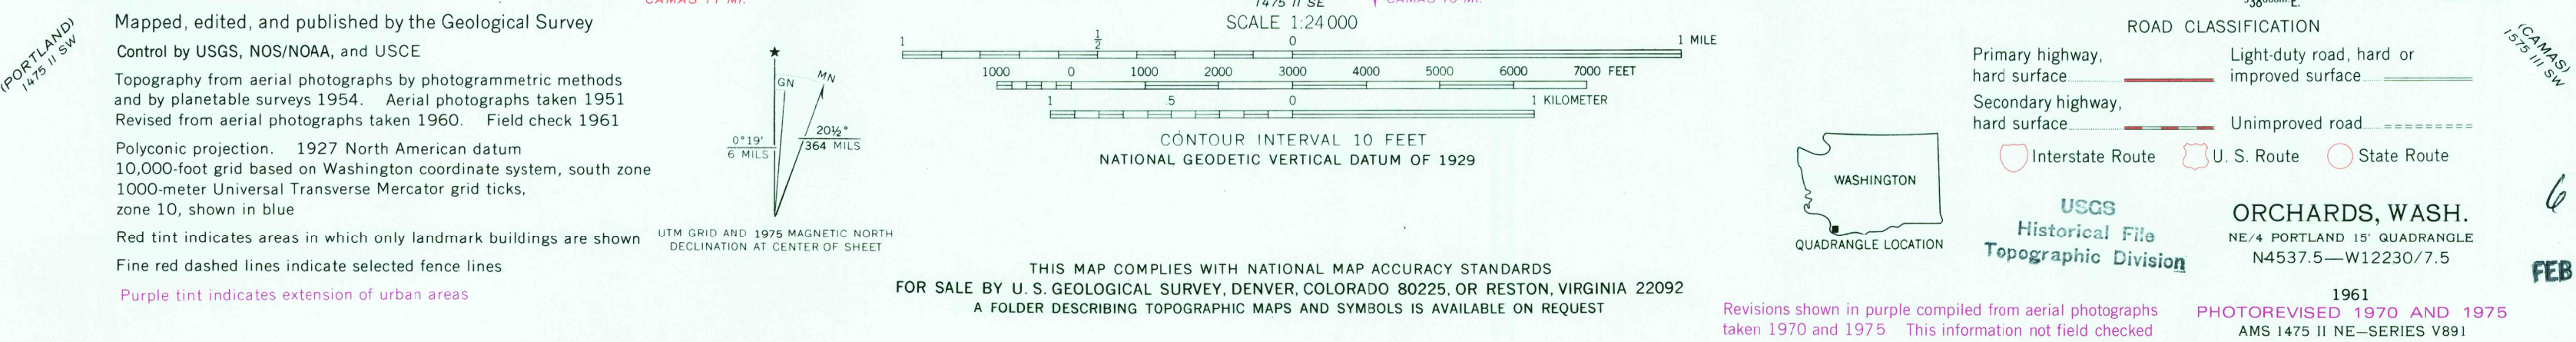 (PORTLAND)
1475 II SW
Mapped, edited, and published by the Geological Survey
Control by USGS, NOS/NOAA, and USCE
Topography from aerial photographs by photogrammetric methods
and by planetable surveys 1954. Aerial photographs taken 1951
Revised from aerial photographs taken 1960. Field check 1961
Polyconic projection. 1927 North American datum
10,000-foot grid based on Washington coordinate system, south zone
1000-meter Universal Transverse Mercator grid ticks,
zone 10, shown in blue
Red tint indicates areas in which only landmark buildings are shown
Fine red dashed lines indicate selected fence lines
Purple tint indicates extension of urban areas
GN
MN
0°19'
6 MILS
20½°
364 MILS
UTM GRID AND 1975 MAGNETIC NORTH
DECLINATION AT CENTER OF SHEET
1475 II SE
SCALE 1:24 000
1 ½ 0 1 MILE
1000 0 1000 2000 3000 4000 5000 6000 7000 FEET
1 .5 0 1 KILOMETER
CONTOUR INTERVAL 10 FEET
NATIONAL GEODETIC VERTICAL DATUM OF 1929
THIS MAP COMPLIES WITH NATIONAL MAP ACCURACY STANDARDS
FOR SALE BY U. S. GEOLOGICAL SURVEY, DENVER, COLORADO 80225, OR RESTON, VIRGINIA 22092
A FOLDER DESCRIBING TOPOGRAPHIC MAPS AND SYMBOLS IS AVAILABLE ON REQUEST
WASHINGTON
QUADRANGLE LOCATION
Revisions shown in purple compiled from aerial photographs
taken 1970 and 1975 This information not field checked
ROAD CLASSIFICATION
Primary highway,
hard surface
Light-duty road, hard or
improved surface
Secondary highway,
hard surface
Unimproved road
Interstate Route
U. S. Route
State Route
USGS
Historical File
Topographic Division
ORCHARDS, WASH.
NE/4 PORTLAND 15' QUADRANGLE
N4537.5—W12230/7.5
1961
PHOTOREVISED 1970 AND 1975
AMS 1475 II NE—SERIES V891
(CAMAS)
1575 III SW
6
FEB